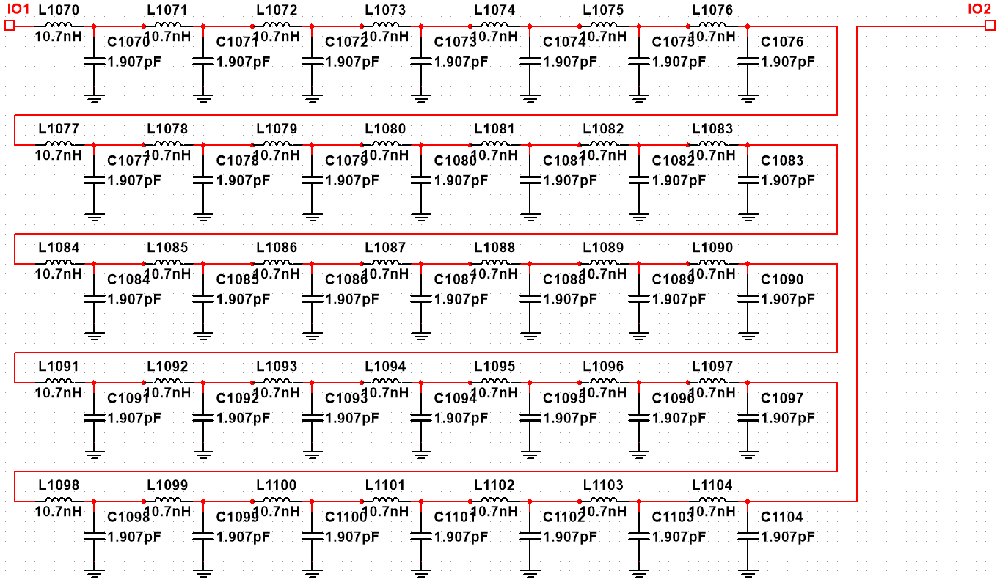 IO1 L1070 L1071 L1072 L1073 L1074 L1075 L1076 IO2
10.7nH 10.7nH 10.7nH 10.7nH 10.7nH 10.7nH 10.7nH
C1070 C1071 C1072 C1073 C1074 C1075 C1076
1.907pF 1.907pF 1.907pF 1.907pF 1.907pF 1.907pF 1.907pF
L1077 L1078 L1079 L1080 L1081 L1082 L1083
10.7nH 10.7nH 10.7nH 10.7nH 10.7nH 10.7nH 10.7nH
C1077 C1078 C1079 C1080 C1081 C1082 C1083
1.907pF 1.907pF 1.907pF 1.907pF 1.907pF 1.907pF 1.907pF
L1084 L1085 L1086 L1087 L1088 L1089 L1090
10.7nH 10.7nH 10.7nH 10.7nH 10.7nH 10.7nH 10.7nH
C1084 C1085 C1086 C1087 C1088 C1089 C1090
1.907pF 1.907pF 1.907pF 1.907pF 1.907pF 1.907pF 1.907pF
L1091 L1092 L1093 L1094 L1095 L1096 L1097
10.7nH 10.7nH 10.7nH 10.7nH 10.7nH 10.7nH 10.7nH
C1091 C1092 C1093 C1094 C1095 C1096 C1097
1.907pF 1.907pF 1.907pF 1.907pF 1.907pF 1.907pF 1.907pF
L1098 L1099 L1100 L1101 L1102 L1103 L1104
10.7nH 10.7nH 10.7nH 10.7nH 10.7nH 10.7nH 10.7nH
C1098 C1099 C1100 C1101 C1102 C1103 C1104
1.907pF 1.907pF 1.907pF 1.907pF 1.907pF 1.907pF 1.907pF